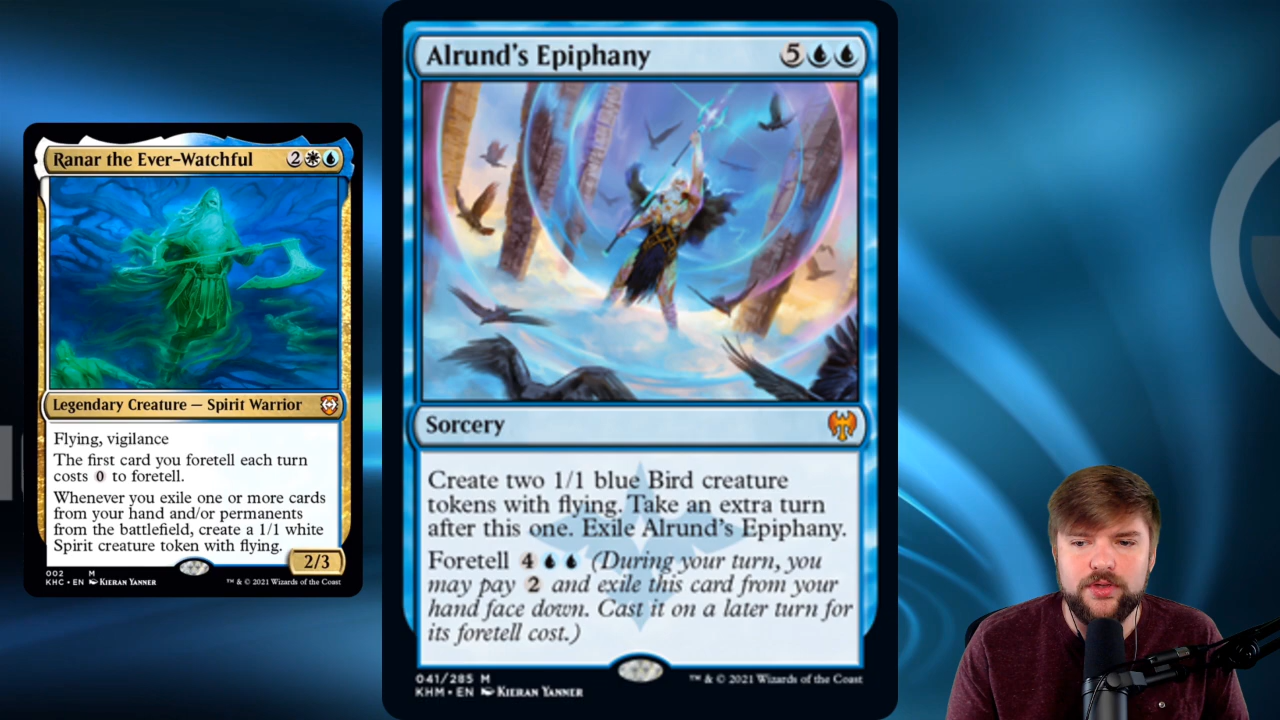 Ranar the Ever-Watchful 2
Legendary Creature — Spirit Warrior
Flying, vigilance
The first card you foretell each turn
costs 0 to foretell.
Whenever you exile one or more cards
from your hand and/or permanents
from the battlefield, create a 1/1 white
Spirit creature token with flying.
2/3
002 M
KHC • EN KIERAN YANNER
™ & © 2021 Wizards of the Coast
Alrund's Epiphany 5
Sorcery
Create two 1/1 blue Bird creature
tokens with flying. Take an extra turn
after this one. Exile Alrund's Epiphany.
Foretell 4 (During your turn, you
may pay 2 and exile this card from your
hand face down. Cast it on a later turn for
its foretell cost.)
041/285 M
KHM • EN KIERAN YANNER
™ & © 2021 Wizards of the Coast